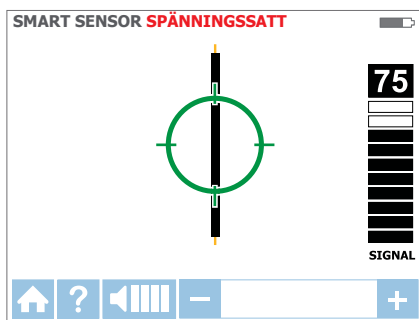 SMART SENSOR SPÄNNINGSSATT
75
SIGNAL
?
− +